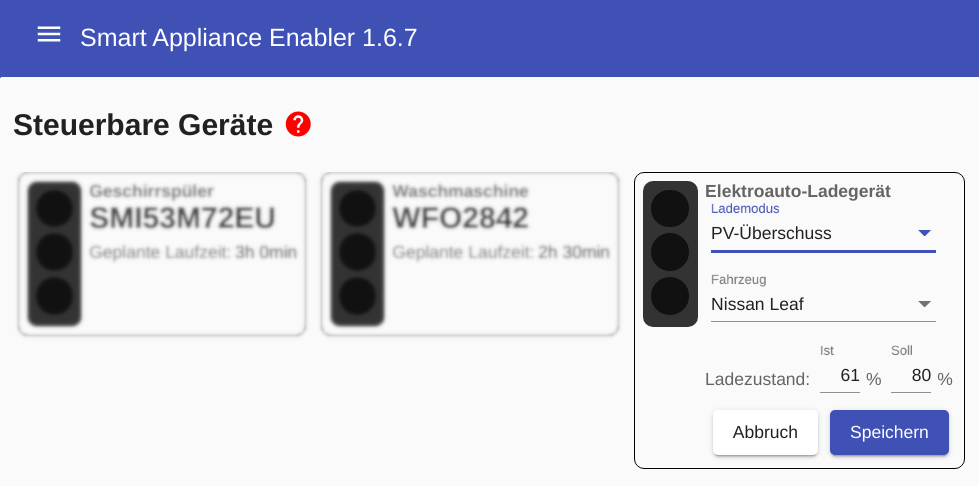 Smart Appliance Enabler 1.6.7
Steuerbare Geräte ?
Geschirrspüler
SMI53M72EU
Geplante Laufzeit: 3h 0min
Waschmaschine
WFO2842
Geplante Laufzeit: 2h 30min
Elektroauto-Ladegerät
Lademodus
PV-Überschuss
Fahrzeug
Nissan Leaf
Ist Soll
Ladezustand: 61 % 80 %
Abbruch Speichern